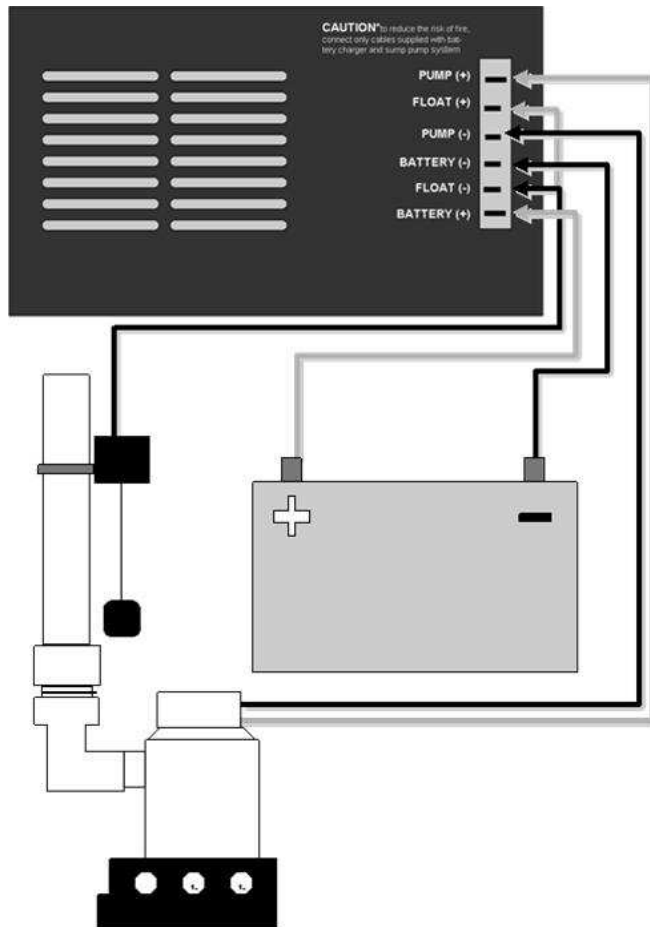 CAUTION" to reduce the risk of fire,
connect only cables supplied with bat-
tery charger and sump pump system
PUMP (+)
FLOAT (+)
PUMP (-)
BATTERY (-)
FLOAT (-)
BATTERY (+)